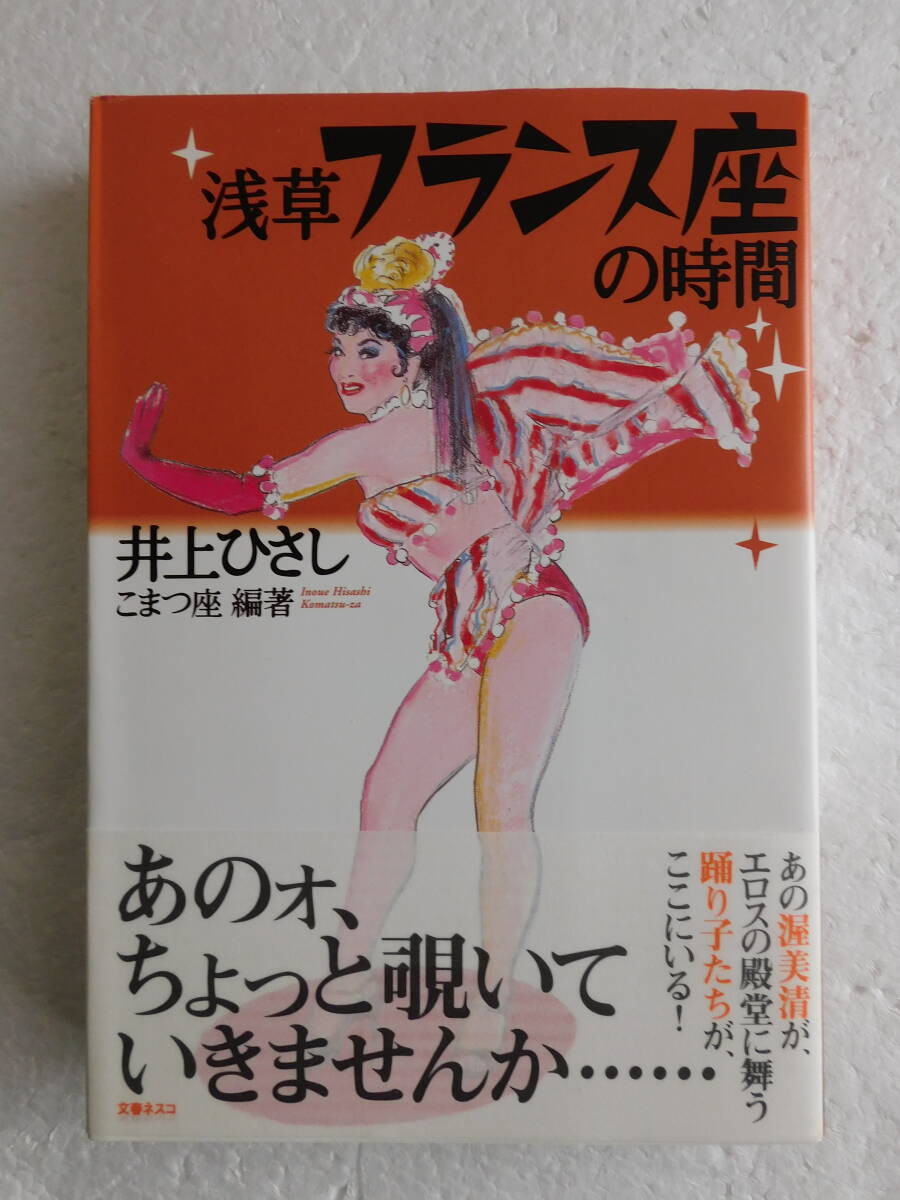 浅草フランス座
の時間
井上ひさし
こまつ座 編著
Inoue Hisashi
Komatsu-za
あのォ、
ちょっと覗いて
いきませんか……
あの渥美清が、
エロスの殿堂に舞う
踊り子たちが、
ここにいる!
文春ネスコ